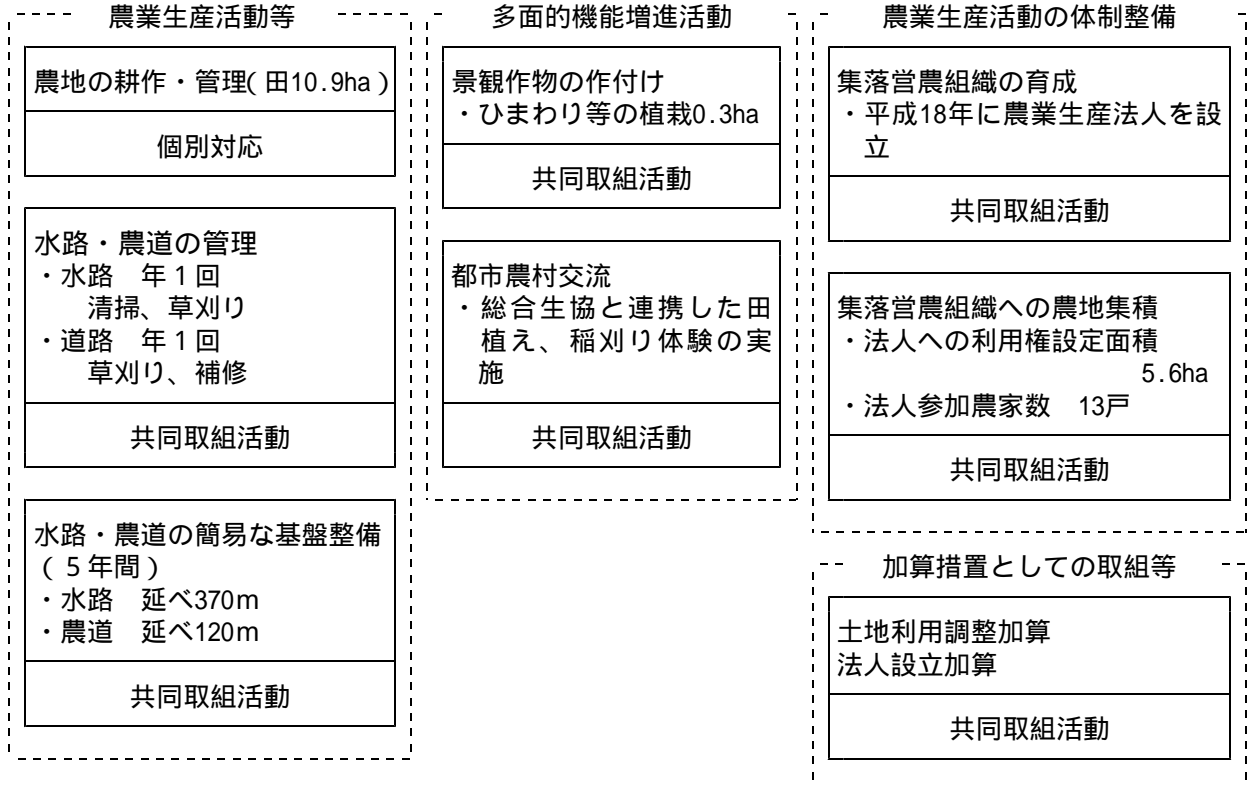 農業生産活動等
農地の耕作・管理(田10.9ha)
個別対応
水路・農道の管理
・水路 年1回
清掃、草刈り
・道路 年1回
草刈り、補修
共同取組活動
水路・農道の簡易な基盤整備
(5年間)
・水路 延べ370m
・農道 延べ120m
共同取組活動
多面的機能増進活動
景観作物の作付け
・ひまわり等の植栽0.3ha
共同取組活動
都市農村交流
・総合生協と連携した田
植え、稲刈り体験の実
施
共同取組活動
農業生産活動の体制整備
集落営農組織の育成
・平成18年に農業生産法人を設
立
共同取組活動
集落営農組織への農地集積
・法人への利用権設定面積
5.6ha
・法人参加農家数 13戸
共同取組活動
加算措置としての取組等
土地利用調整加算
法人設立加算
共同取組活動